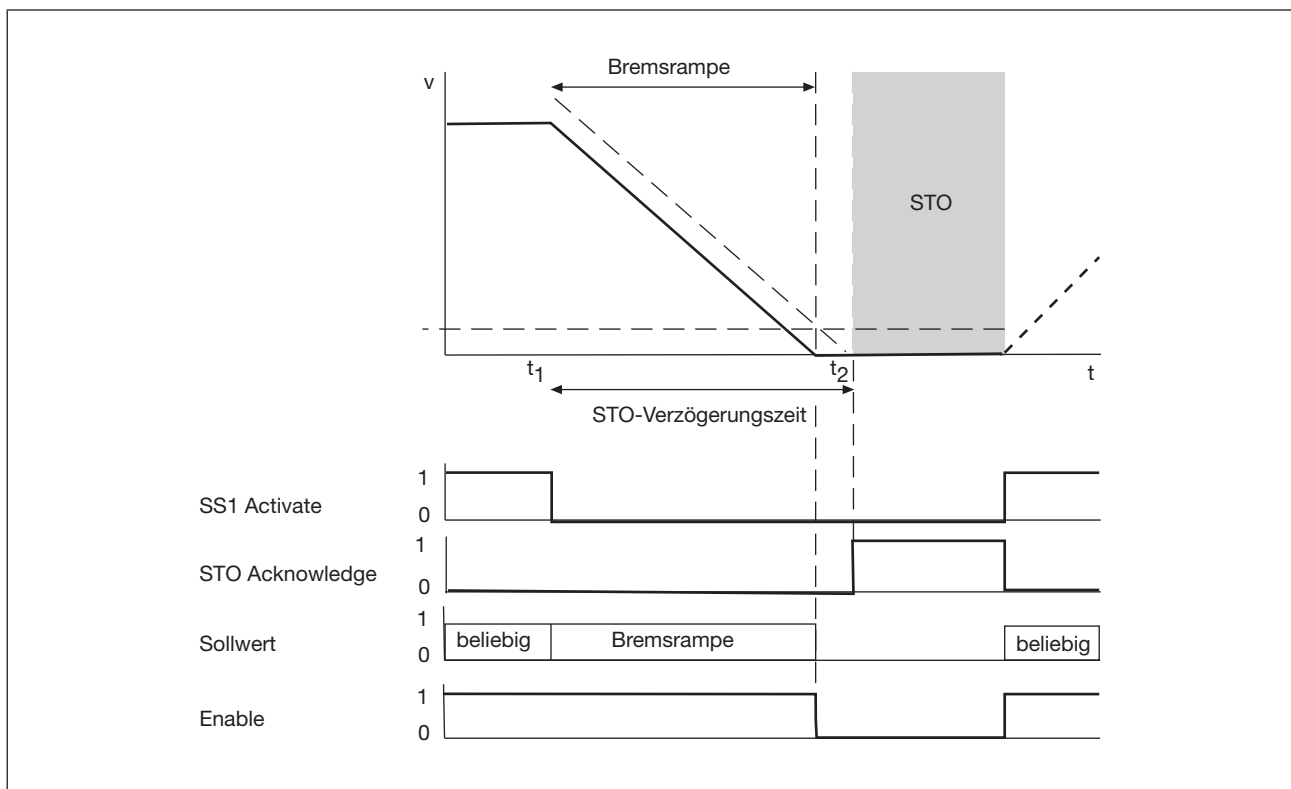 Bremsrampe
v
STO
t1
t2
t
STO-Verzögerungszeit
SS1 Activate
1
0
STO Acknowledge
1
0
Sollwert
1
0
beliebig
Bremsrampe
beliebig
Enable
1
0